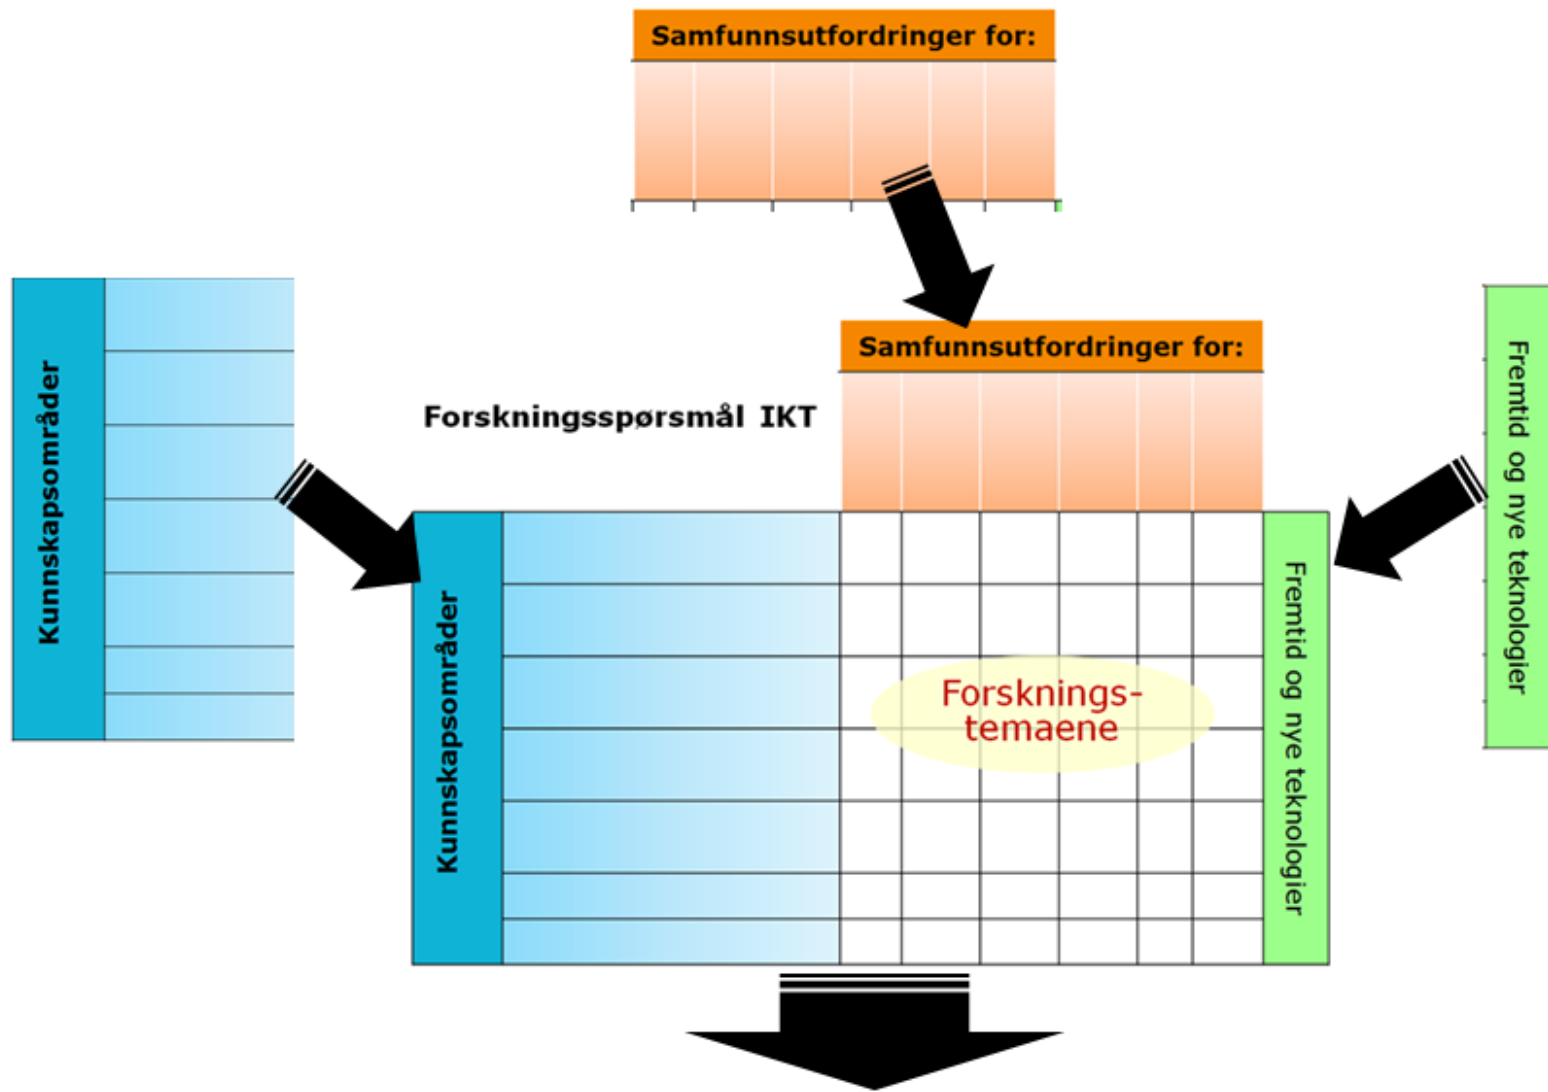 Samfunnsutfordringer for:
Kunnskapsområder
Forskningsspørsmål IKT
Samfunnsutfordringer for:
Kunnskapsområder
Forsknings-
temaene
Fremtid og nye teknologier
Fremtid og nye teknologier